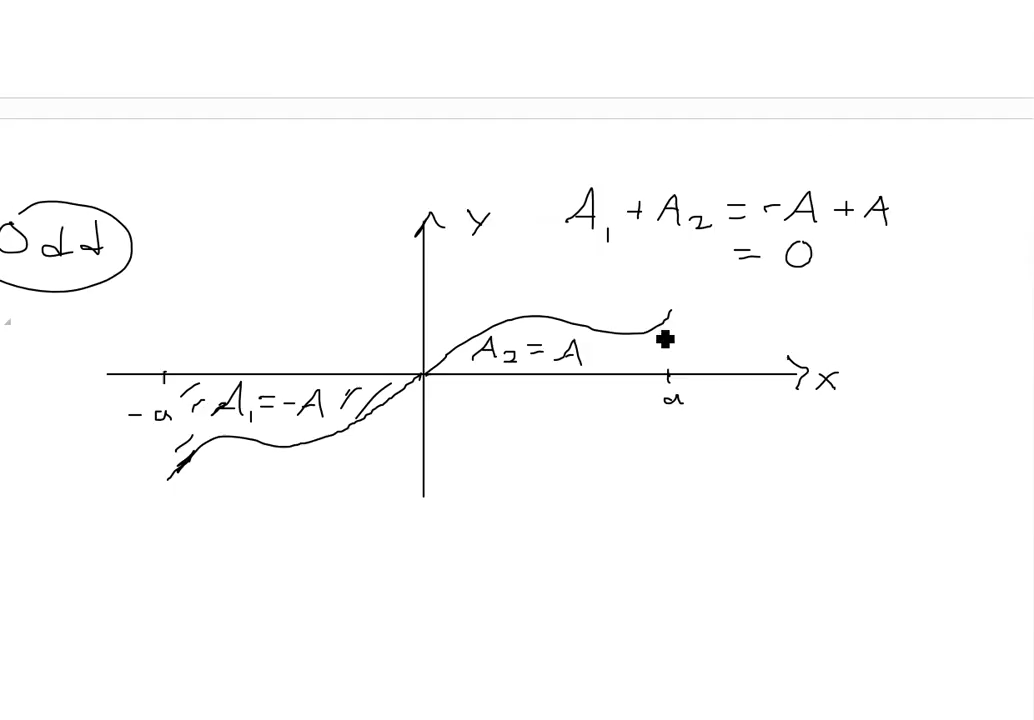 Odd
y
A₁ + A₂ = -A + A
= 0
A₂ = A
x
-a
A₁ = -A
a